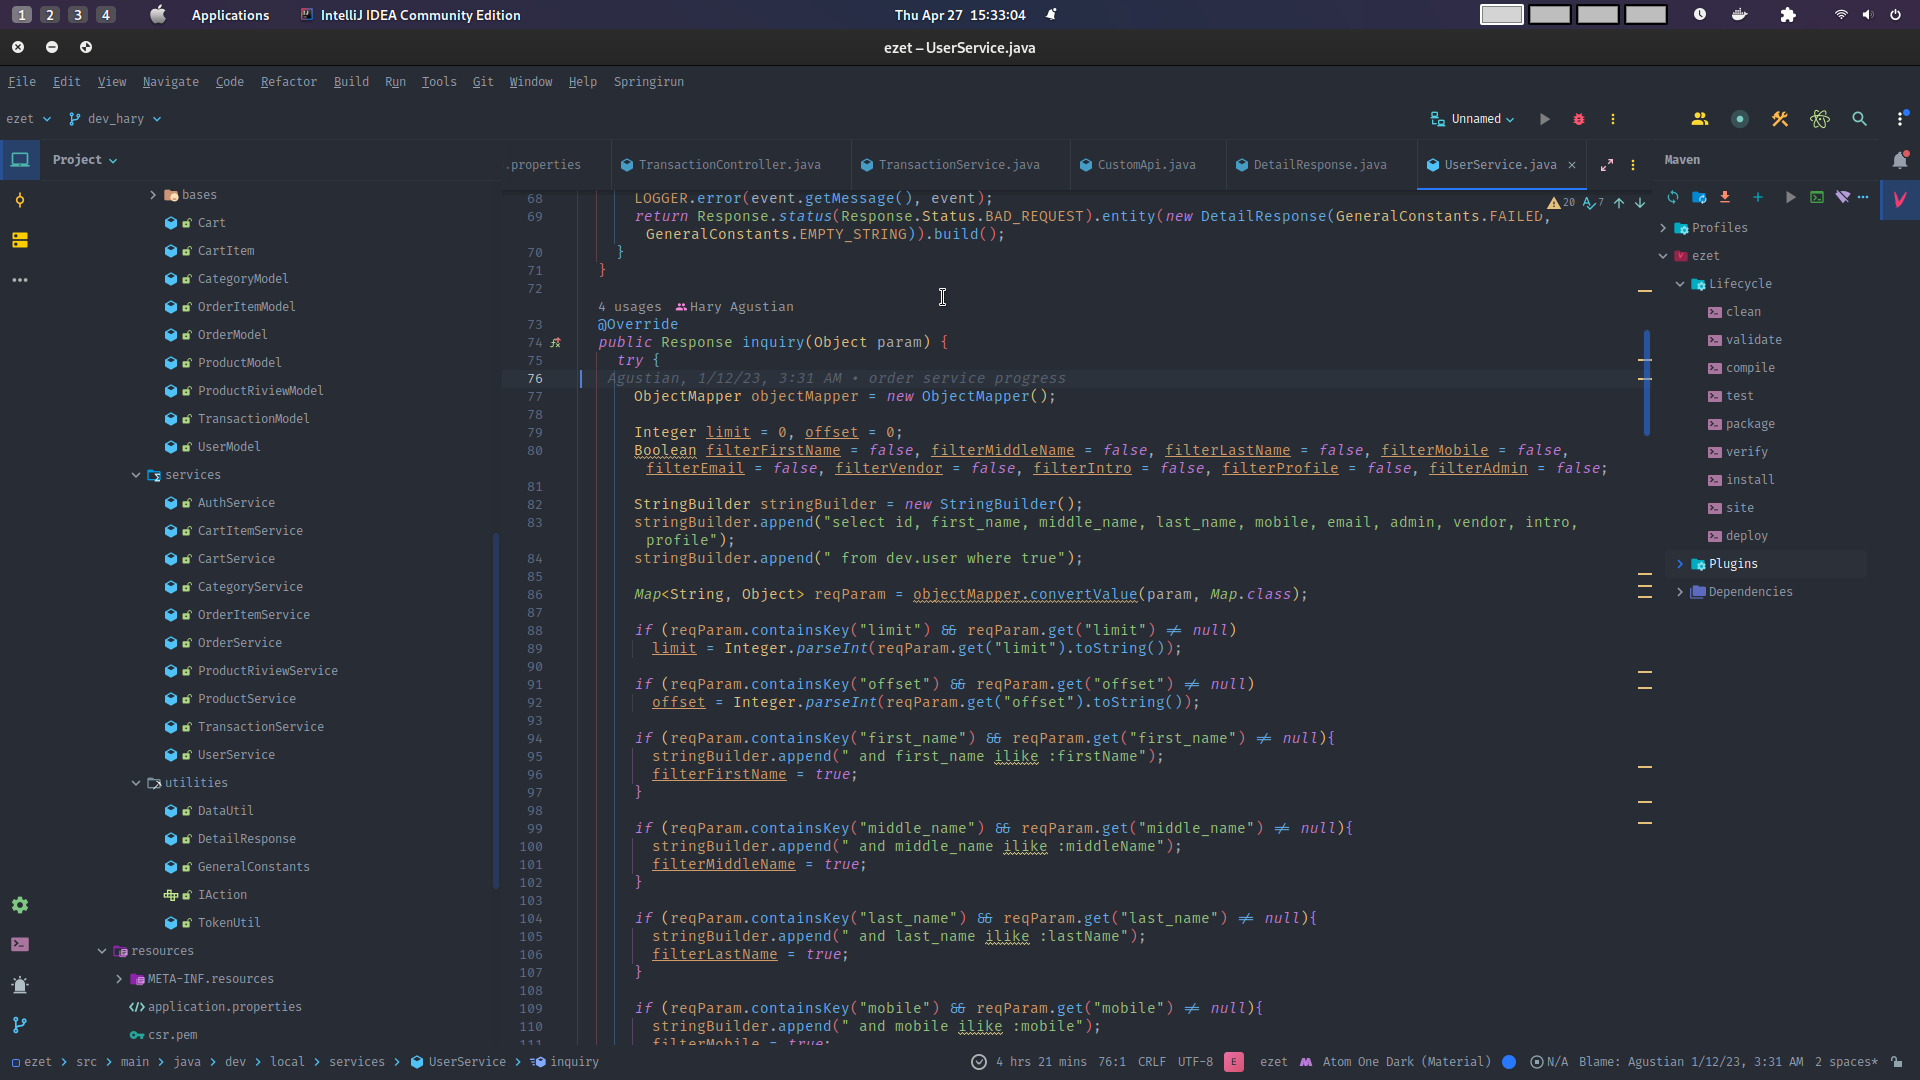 1 2 3 4 Applications IntelliJ IDEA Community Edition Thu Apr 27 15:33:04
ezet – UserService.java
File Edit View Navigate Code Refactor Build Run Tools Git Window Help Springirun
ezet dev_hary Unnamed
Project
.properties TransactionController.java TransactionService.java CustomApi.java DetailResponse.java UserService.java
Maven
bases
Cart
CartItem
CategoryModel
OrderItemModel
OrderModel
ProductModel
ProductRiviewModel
TransactionModel
UserModel
services
AuthService
CartItemService
CartService
CategoryService
OrderItemService
OrderService
ProductRiviewService
ProductService
TransactionService
UserService
utilities
DataUtil
DetailResponse
GeneralConstants
IAction
TokenUtil
resources
META-INF.resources
application.properties
csr.pem
68 LOGGER.error(event.getMessage(), event);
69 return Response.status(Response.Status.BAD_REQUEST).entity(new DetailResponse(GeneralConstants.FAILED,
GeneralConstants.EMPTY_STRING)).build();
70 }
71 }
72
4 usages Hary Agustian
73 @Override
74 public Response inquiry(Object param) {
75 try {
76 Agustian, 1/12/23, 3:31 AM • order service progress
77 ObjectMapper objectMapper = new ObjectMapper();
78
79 Integer limit = 0, offset = 0;
80 Boolean filterFirstName = false, filterMiddleName = false, filterLastName = false, filterMobile = false,
filterEmail = false, filterVendor = false, filterIntro = false, filterProfile = false, filterAdmin = false;
81
82 StringBuilder stringBuilder = new StringBuilder();
83 stringBuilder.append("select id, first_name, middle_name, last_name, mobile, email, admin, vendor, intro,
profile");
84 stringBuilder.append(" from dev.user where true");
85
86 Map<String, Object> reqParam = objectMapper.convertValue(param, Map.class);
87
88 if (reqParam.containsKey("limit") && reqParam.get("limit") != null)
89 limit = Integer.parseInt(reqParam.get("limit").toString());
90
91 if (reqParam.containsKey("offset") && reqParam.get("offset") != null)
92 offset = Integer.parseInt(reqParam.get("offset").toString());
93
94 if (reqParam.containsKey("first_name") && reqParam.get("first_name") != null){
95 stringBuilder.append(" and first_name ilike :firstName");
96 filterFirstName = true;
97 }
98
99 if (reqParam.containsKey("middle_name") && reqParam.get("middle_name") != null){
100 stringBuilder.append(" and middle_name ilike :middleName");
101 filterMiddleName = true;
102 }
103
104 if (reqParam.containsKey("last_name") && reqParam.get("last_name") != null){
105 stringBuilder.append(" and last_name ilike :lastName");
106 filterLastName = true;
107 }
108
109 if (reqParam.containsKey("mobile") && reqParam.get("mobile") != null){
110 stringBuilder.append(" and mobile ilike :mobile");
111 filterMobile = true;
20 7
Profiles
ezet
Lifecycle
clean
validate
compile
test
package
verify
install
site
deploy
Plugins
Dependencies
ezet src main java dev local services UserService inquiry 4 hrs 21 mins 76:1 CRLF UTF-8 E ezet Atom One Dark (Material) N/A Blame: Agustian 1/12/23, 3:31 AM 2 spaces*